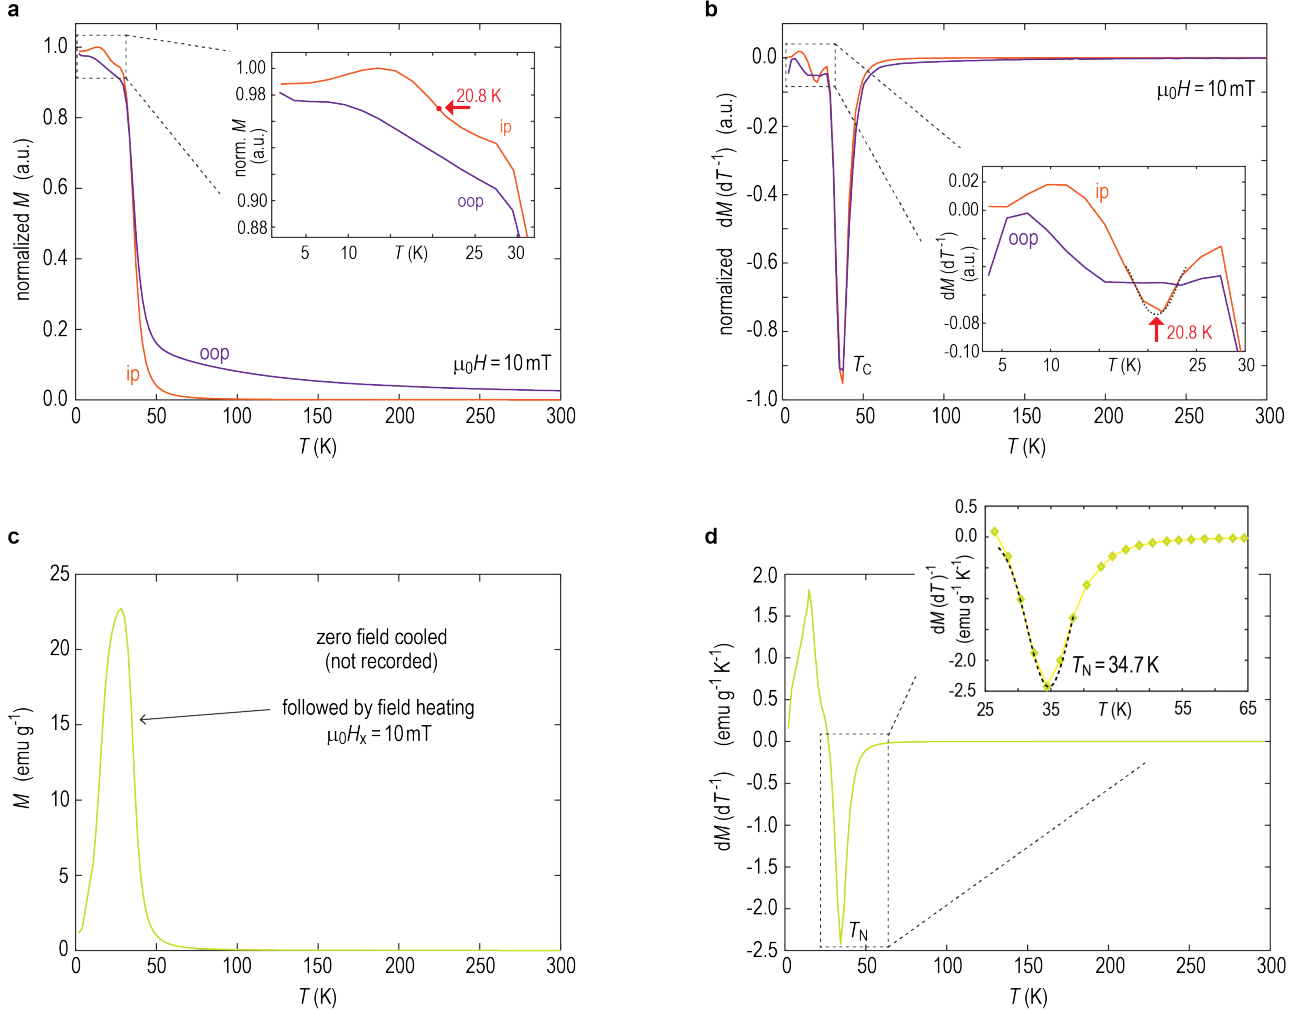 a
1.0
0.8
0.6
0.4
0.2
0.0
normalized M (a.u.)
0
50
100
150
200
250
300
T (K)
1.00
0.98
0.90
0.88
norm. M
(a.u.)
5
10
T (K)
25
30
20.8 K
ip
oop
oop
ip
μ0H = 10 mT
b
0.0
-0.2
-0.4
-0.6
-0.8
-1.0
normalized dM (dT⁻¹) (a.u.)
0
50
100
150
200
250
300
T (K)
μ0H = 10 mT
TC
0.02
0.00
-0.04
-0.08
-0.10
dM (dT⁻¹)
(a.u.)
5
10
T (K)
20
30
ip
oop
20.8 K
c
25
20
15
22
10
5
0
M (emu g⁻¹)
0
50
100
150
200
250
300
T (K)
zero field cooled
(not recorded)
followed by field heating
μ0Hx = 10 mT
d
2.0
1.5
1.0
0.5
0.0
-0.5
-1.0
-1.5
-2.0
-2.5
dM (dT⁻¹) (emu g⁻¹ K⁻¹)
0
50
100
150
200
250
300
T (K)
TN
0.5
0.0
-1.0
-2.0
-2.5
dM (dT)⁻¹
(emu g⁻¹ K⁻¹)
25
35
T (K)
55
65
TN = 34.7 K